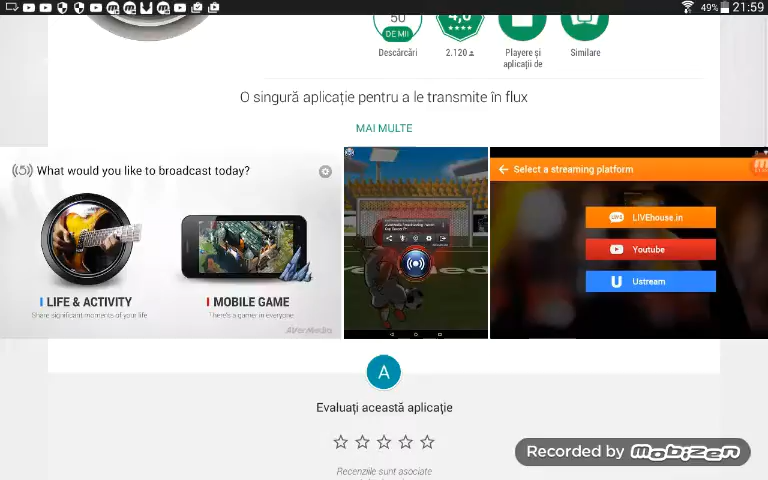 49% 21:59
50
DE MII
4,0
Descărcări
2.120
Playere și
aplicații de
Similare
O singură aplicație pentru a le transmite în flux
MAI MULTE
What would you like to broadcast today?
LIFE & ACTIVITY
Share significant moments of your life
MOBILE GAME
There's a gamer in everyone
AVerMedia
Select a streaming platform
LIVE
LIVEhouse.in
Youtube
U Ustream
A
Evaluați această aplicație
Recenziile sunt asociate
Recorded by mobizen